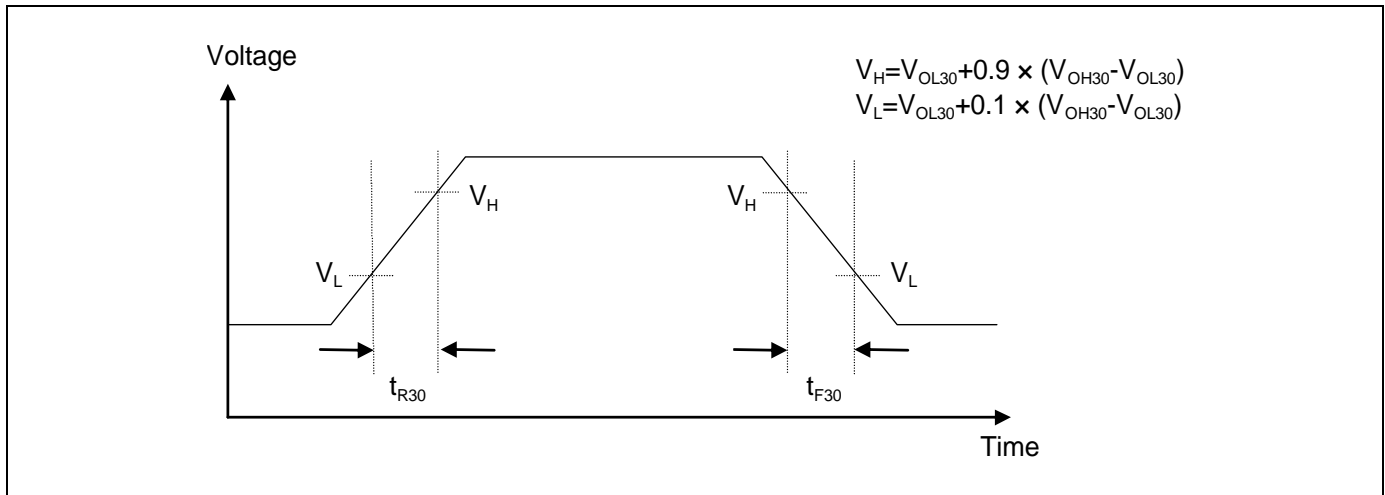 Voltage
V_H=V_OL30+0.9 × (V_OH30-V_OL30)
V_L=V_OL30+0.1 × (V_OH30-V_OL30)
V_H
V_H
V_L
V_L
t_R30
t_F30
Time